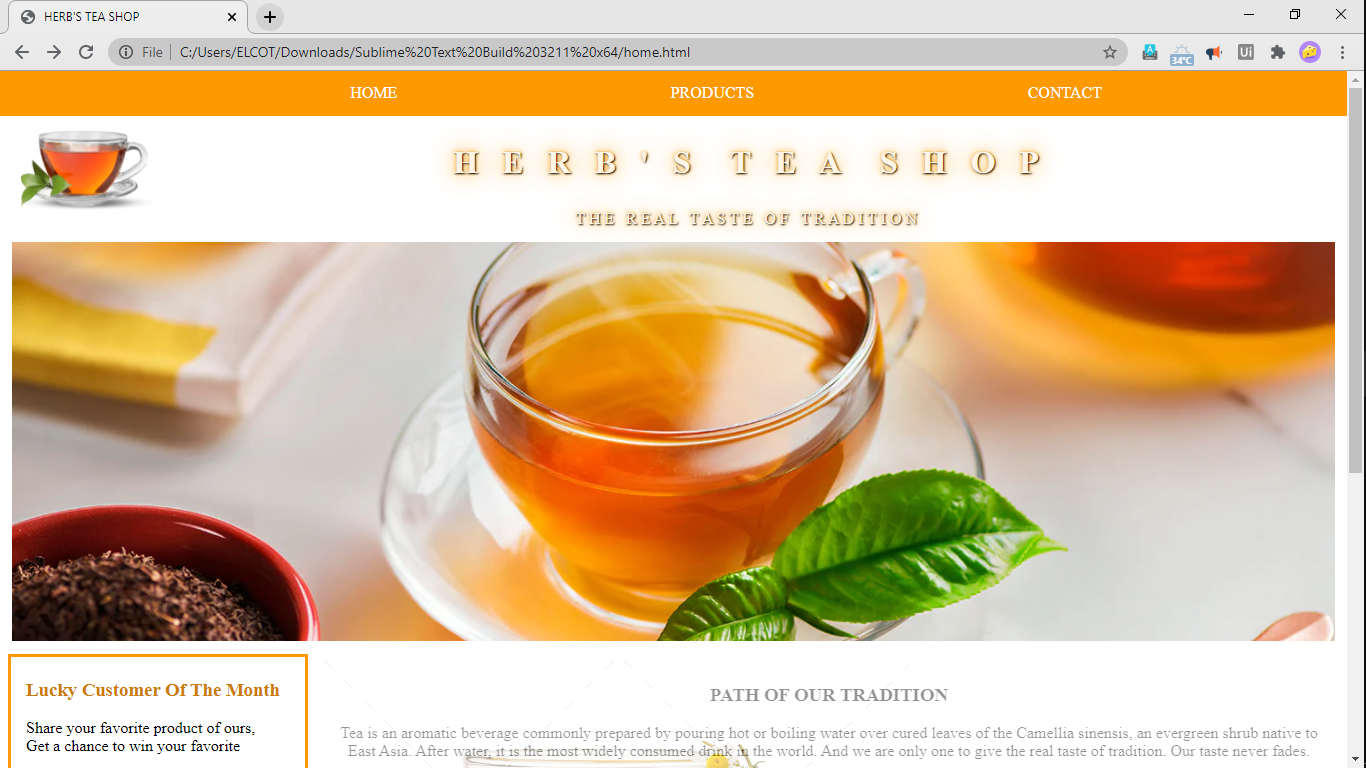 HERB'S TEA SHOP
File
C:/Users/ELCOT/Downloads/Sublime%20Text%20Build%203211%20x64/home.html
34°C
Ui
HOME PRODUCTS CONTACT
HERB'S TEA SHOP
THE REAL TASTE OF TRADITION
Lucky Customer Of The Month
Share your favorite product of ours,
Get a chance to win your favorite
PATH OF OUR TRADITION
Tea is an aromatic beverage commonly prepared by pouring hot or boiling water over cured leaves of the Camellia sinensis, an evergreen shrub native to
East Asia. After water, it is the most widely consumed drink in the world. And we are only one to give the real taste of tradition. Our taste never fades.